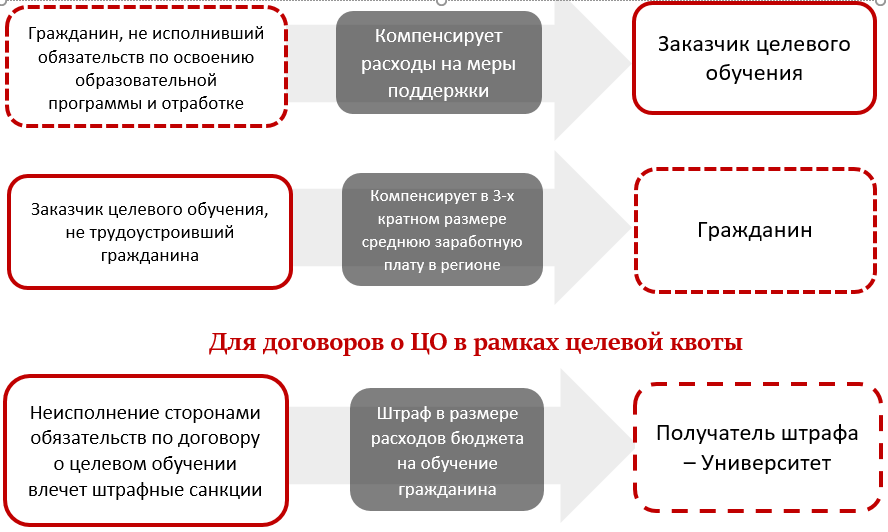 Гражданин, не исполнивший
обязательств по освоению
образовательной
программы и отработке
Компенсирует
расходы на меры
поддержки
Заказчик целевого
обучения
Заказчик целевого обучения,
не трудоустроивший
гражданина
Компенсирует в 3-х
кратном размере
среднюю заработную
плату в регионе
Гражданин
Для договоров о ЦО в рамках целевой квоты
Неисполнение сторонами
обязательств по договору
о целевом обучении
влечет штрафные санкции
Штраф в размере
расходов бюджета
на обучение
гражданина
Получатель штрафа
– Университет